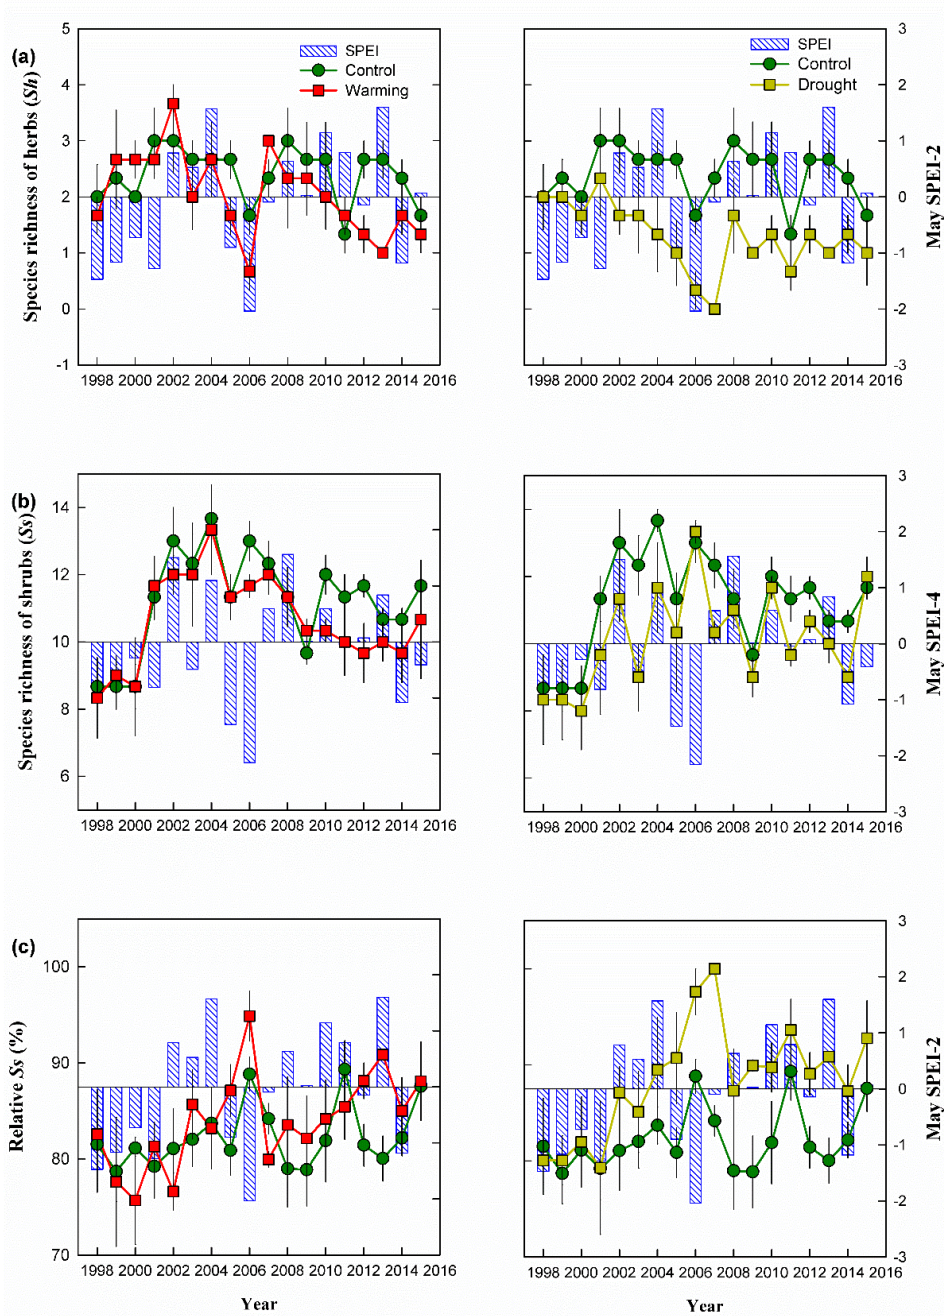 (a)
Species richness of herbs (Sh)
5
4
3
2
1
0
-1
SPEI
Control
Warming
1998 2000 2002 2004 2006 2008 2010 2012 2014 2016
SPEI
Control
Drought
3
2
1
0
-1
-2
-3
May SPEI-2
1998 2000 2002 2004 2006 2008 2010 2012 2014 2016
(b)
Species richness of shrubs (Ss)
14
12
10
8
6
1998 2000 2002 2004 2006 2008 2010 2012 2014 2016
3
2
1
0
-1
-2
-3
May SPEI-4
1998 2000 2002 2004 2006 2008 2010 2012 2014 2016
(c)
Relative Ss (%)
100
90
80
70
1998 2000 2002 2004 2006 2008 2010 2012 2014 2016
Year
3
2
1
0
-1
-2
-3
May SPEI-2
1998 2000 2002 2004 2006 2008 2010 2012 2014 2016
Year